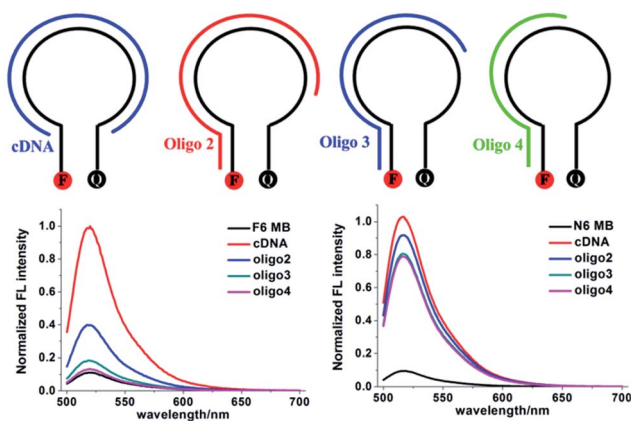 cDNA
F Q
Oligo 2
F Q
Oligo 3
F Q
Oligo 4
F Q
Normalized FL intensity
1.0
0.8
0.6
0.4
0.2
0.0
500 550 600 650 700
wavelength/nm
F6 MB
cDNA
oligo2
oligo3
oligo4
Normalized FL intensity
1.0
0.8
0.6
0.4
0.2
0.0
500 550 600 650 700
wavelength/nm
N6 MB
cDNA
oligo2
oligo3
oligo4